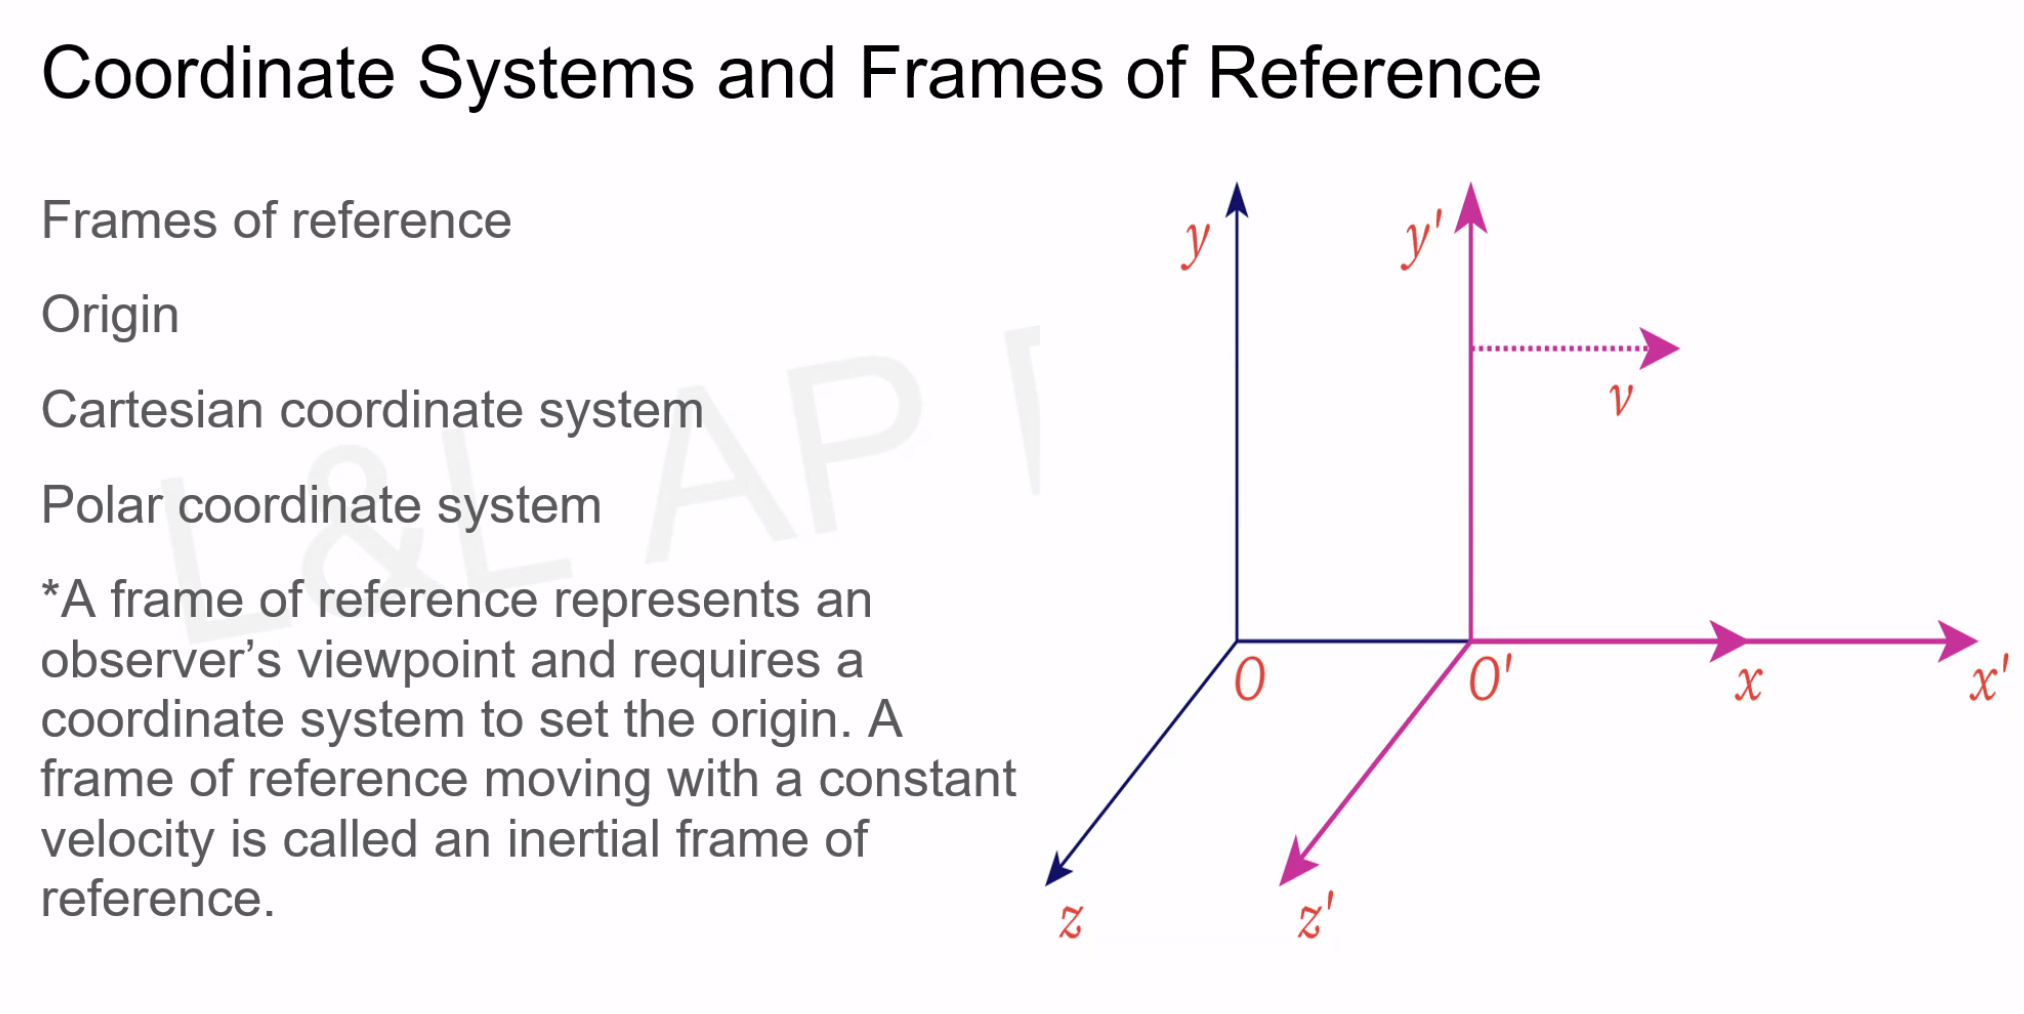 Coordinate Systems and Frames of Reference
Frames of reference
Origin
Cartesian coordinate system
Polar coordinate system
*A frame of reference represents an
observer’s viewpoint and requires a
coordinate system to set the origin. A
frame of reference moving with a constant
velocity is called an inertial frame of
reference.
L&L AP
y
y'
v
O
O'
x
x'
z
z'